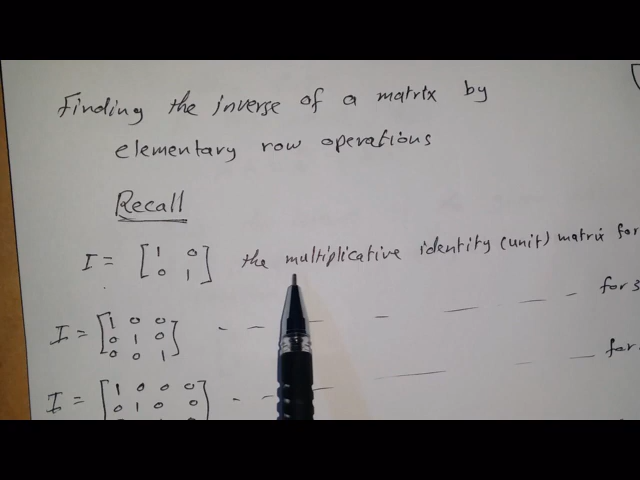 Finding the inverse of a matrix by
elementary row operations
Recall
I = [ 1 0 the multiplicative identity (unit) matrix for
0 1 ]
I = [ 1 0 0 - - - - - - for 3
0 1 0
0 0 1 ]
I = [ 1 0 0 0 - - - - for
0 1 0 0